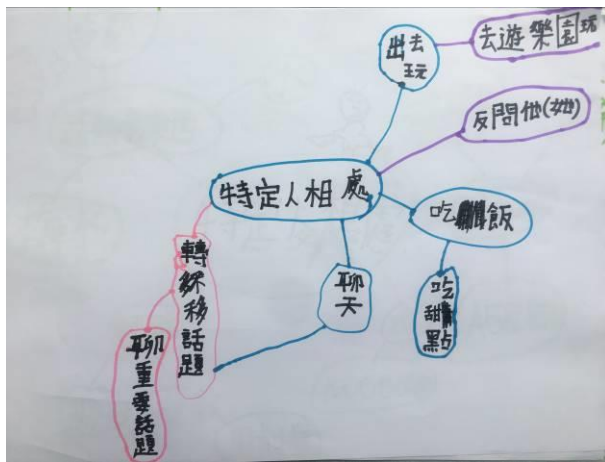 出去玩
去遊樂園玩
反問他(她)
特定人相處
吃飯
吃甜點
聊天
轉移話題
聊重要話題